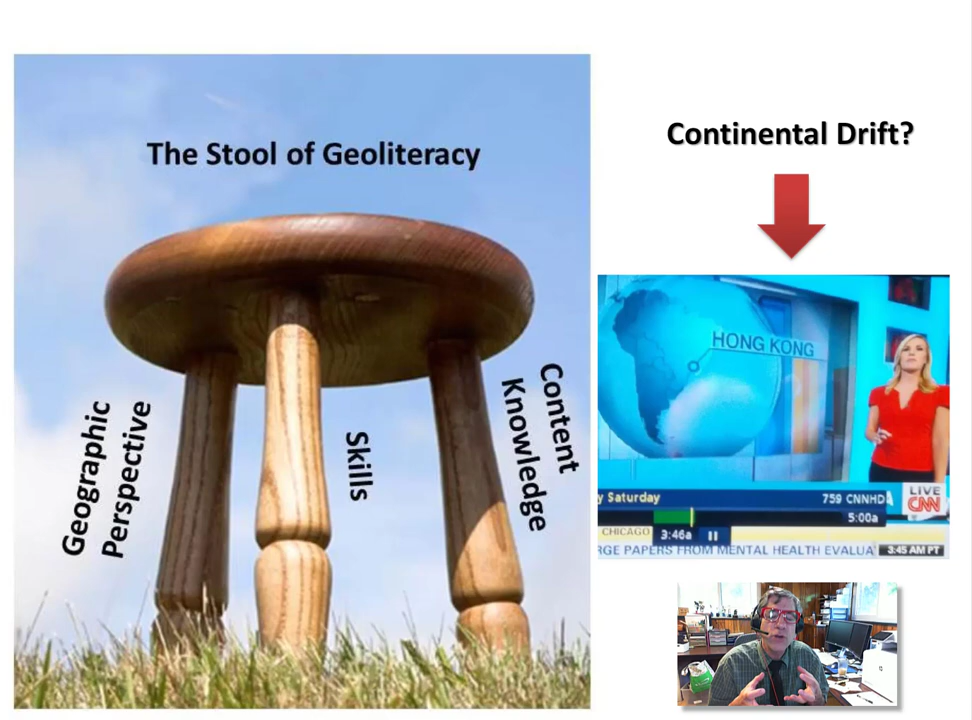 The Stool of Geoliteracy
Geographic
Perspective
Skills
Content
Knowledge
Continental Drift?
HONG KONG
y Saturday
759 CNNHD
LIVE
CNN
5:00a
CHICAGO
3:46a
RGE PAPERS FROM MENTAL HEALTH EVALUA
3:45 AM PT